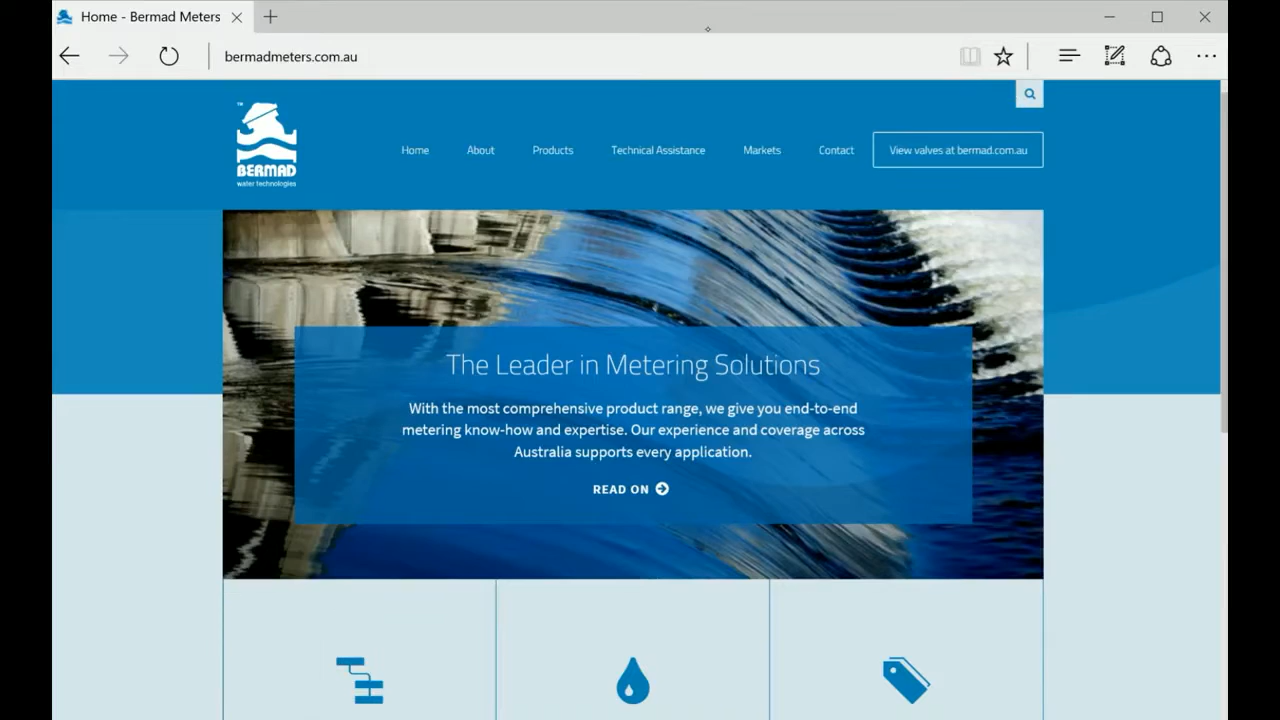 Home - Bermad Meters
bermadmeters.com.au
™
BERMAD
water technologies
Home
About
Products
Technical Assistance
Markets
Contact
View valves at bermad.com.au
The Leader in Metering Solutions
With the most comprehensive product range, we give you end-to-end
metering know-how and expertise. Our experience and coverage across
Australia supports every application.
READ ON